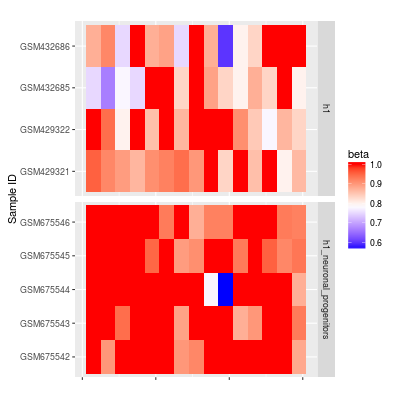 GSM432686
GSM432685
GSM429322
GSM429321
h1
GSM675546
GSM675545
GSM675544
GSM675543
GSM675542
h1_neuronal_progenitors
Sample ID
beta
1.0
0.9
0.8
0.7
0.6